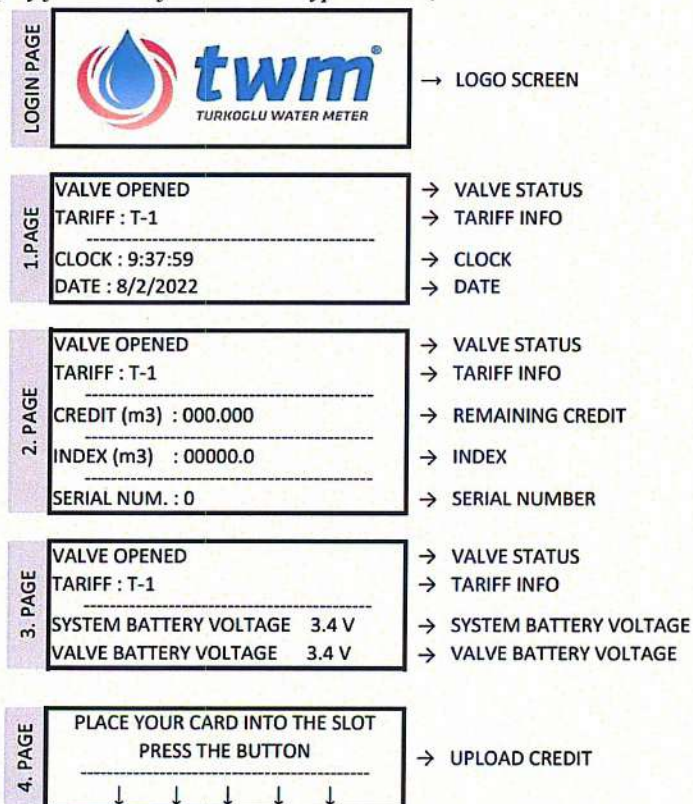 LOGIN PAGE
twm®
TURKOGLU WATER METER
→ LOGO SCREEN
1.PAGE
VALVE OPENED → VALVE STATUS
TARIFF : T-1 → TARIFF INFO
CLOCK : 9:37:59 → CLOCK
DATE : 8/2/2022 → DATE
2. PAGE
VALVE OPENED → VALVE STATUS
TARIFF : T-1 → TARIFF INFO
CREDIT (m3) : 000.000 → REMAINING CREDIT
INDEX (m3) : 00000.0 → INDEX
SERIAL NUM. : 0 → SERIAL NUMBER
3. PAGE
VALVE OPENED → VALVE STATUS
TARIFF : T-1 → TARIFF INFO
SYSTEM BATTERY VOLTAGE 3.4 V → SYSTEM BATTERY VOLTAGE
VALVE BATTERY VOLTAGE 3.4 V → VALVE BATTERY VOLTAGE
4. PAGE
PLACE YOUR CARD INTO THE SLOT
PRESS THE BUTTON → UPLOAD CREDIT
↓ ↓ ↓ ↓ ↓